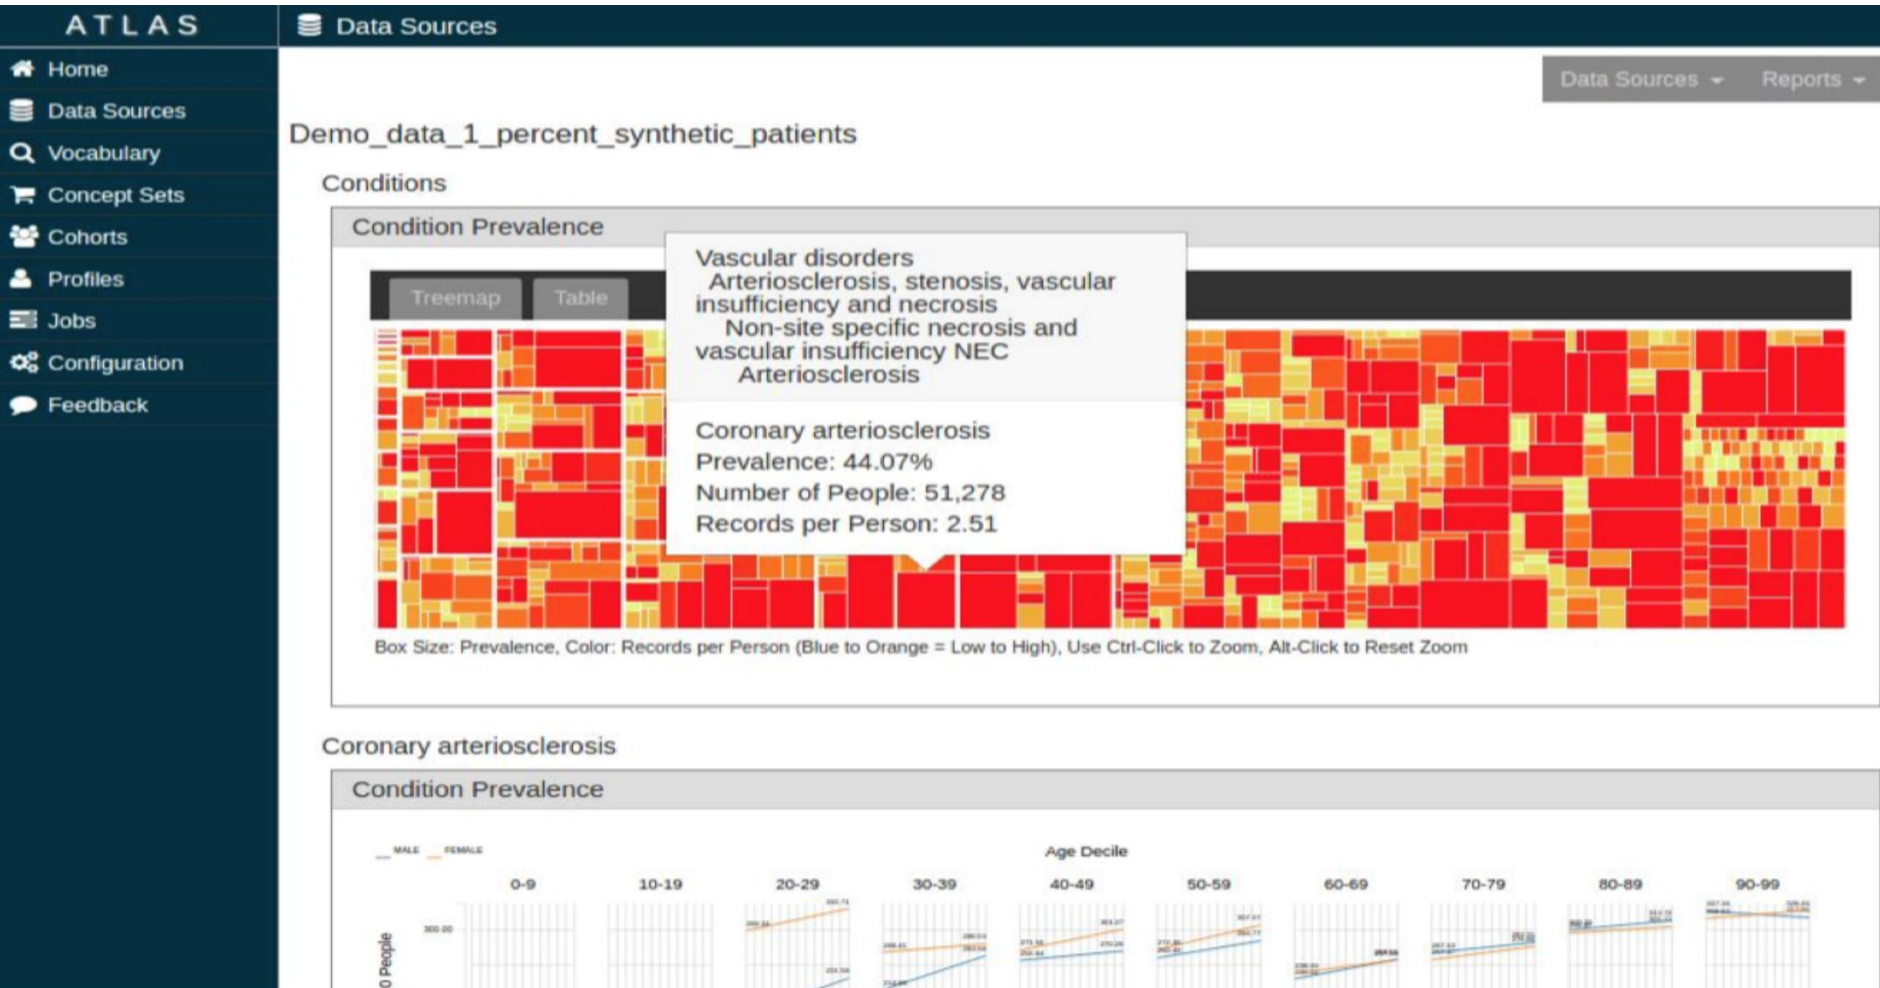 ATLAS
Data Sources
Home
Data Sources
Vocabulary
Concept Sets
Cohorts
Profiles
Jobs
Configuration
Feedback
Data Sources
Reports
Demo_data_1_percent_synthetic_patients
Conditions
Condition Prevalence
Treemap
Table
Vascular disorders
Arteriosclerosis, stenosis, vascular
insufficiency and necrosis
Non-site specific necrosis and
vascular insufficiency NEC
Arteriosclerosis
Coronary arteriosclerosis
Prevalence: 44.07%
Number of People: 51,278
Records per Person: 2.51
Box Size: Prevalence, Color: Records per Person (Blue to Orange = Low to High), Use Ctrl-Click to Zoom, Alt-Click to Reset Zoom
Coronary arteriosclerosis
Condition Prevalence
MALE FEMALE
Age Decile
0-9 10-19 20-29 30-39 40-49 50-59 60-69 70-79 80-89 90-99
300.00
People